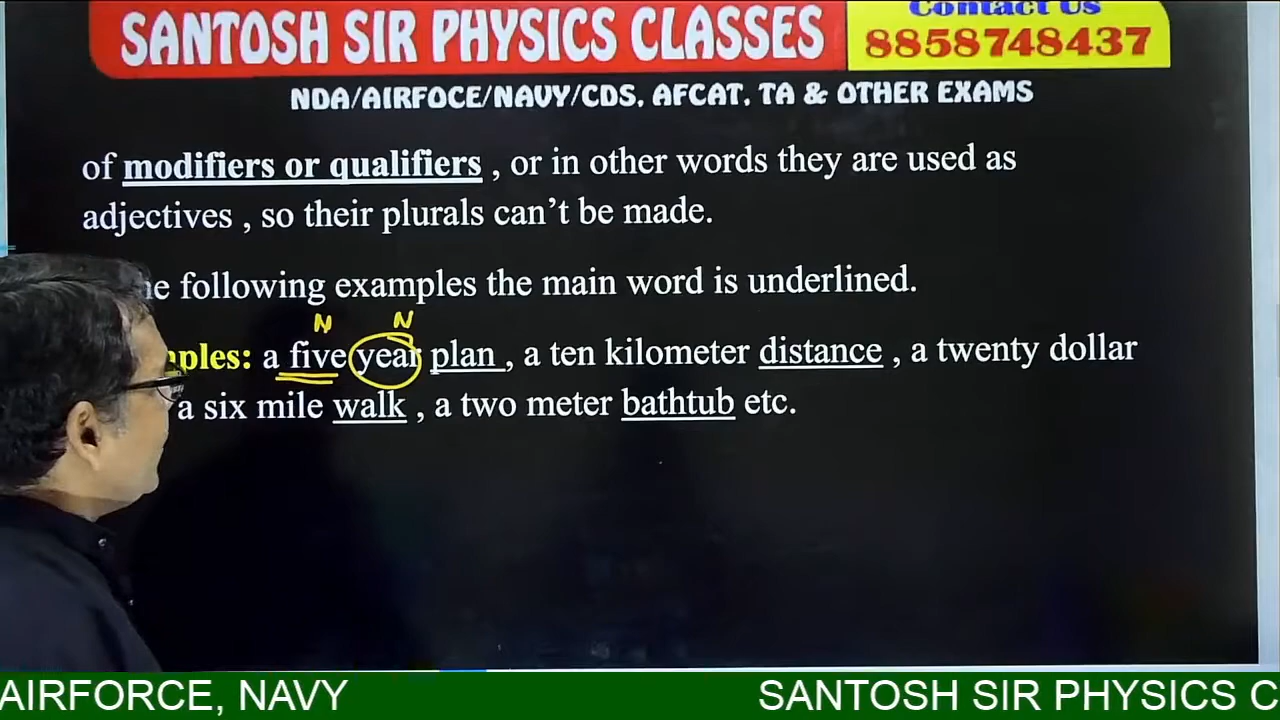 Contact Us
SANTOSH SIR PHYSICS CLASSES
8858748437
NDA/AIRFOCE/NAVY/CDS, AFCAT, TA & OTHER EXAMS
of modifiers or qualifiers , or in other words they are used as
adjectives , so their plurals can’t be made.
following examples the main word is underlined.
N N
a five year plan , a ten kilometer distance , a twenty dollar
a six mile walk , a two meter bathtub etc.
AIRFORCE, NAVY SANTOSH SIR PHYSICS C